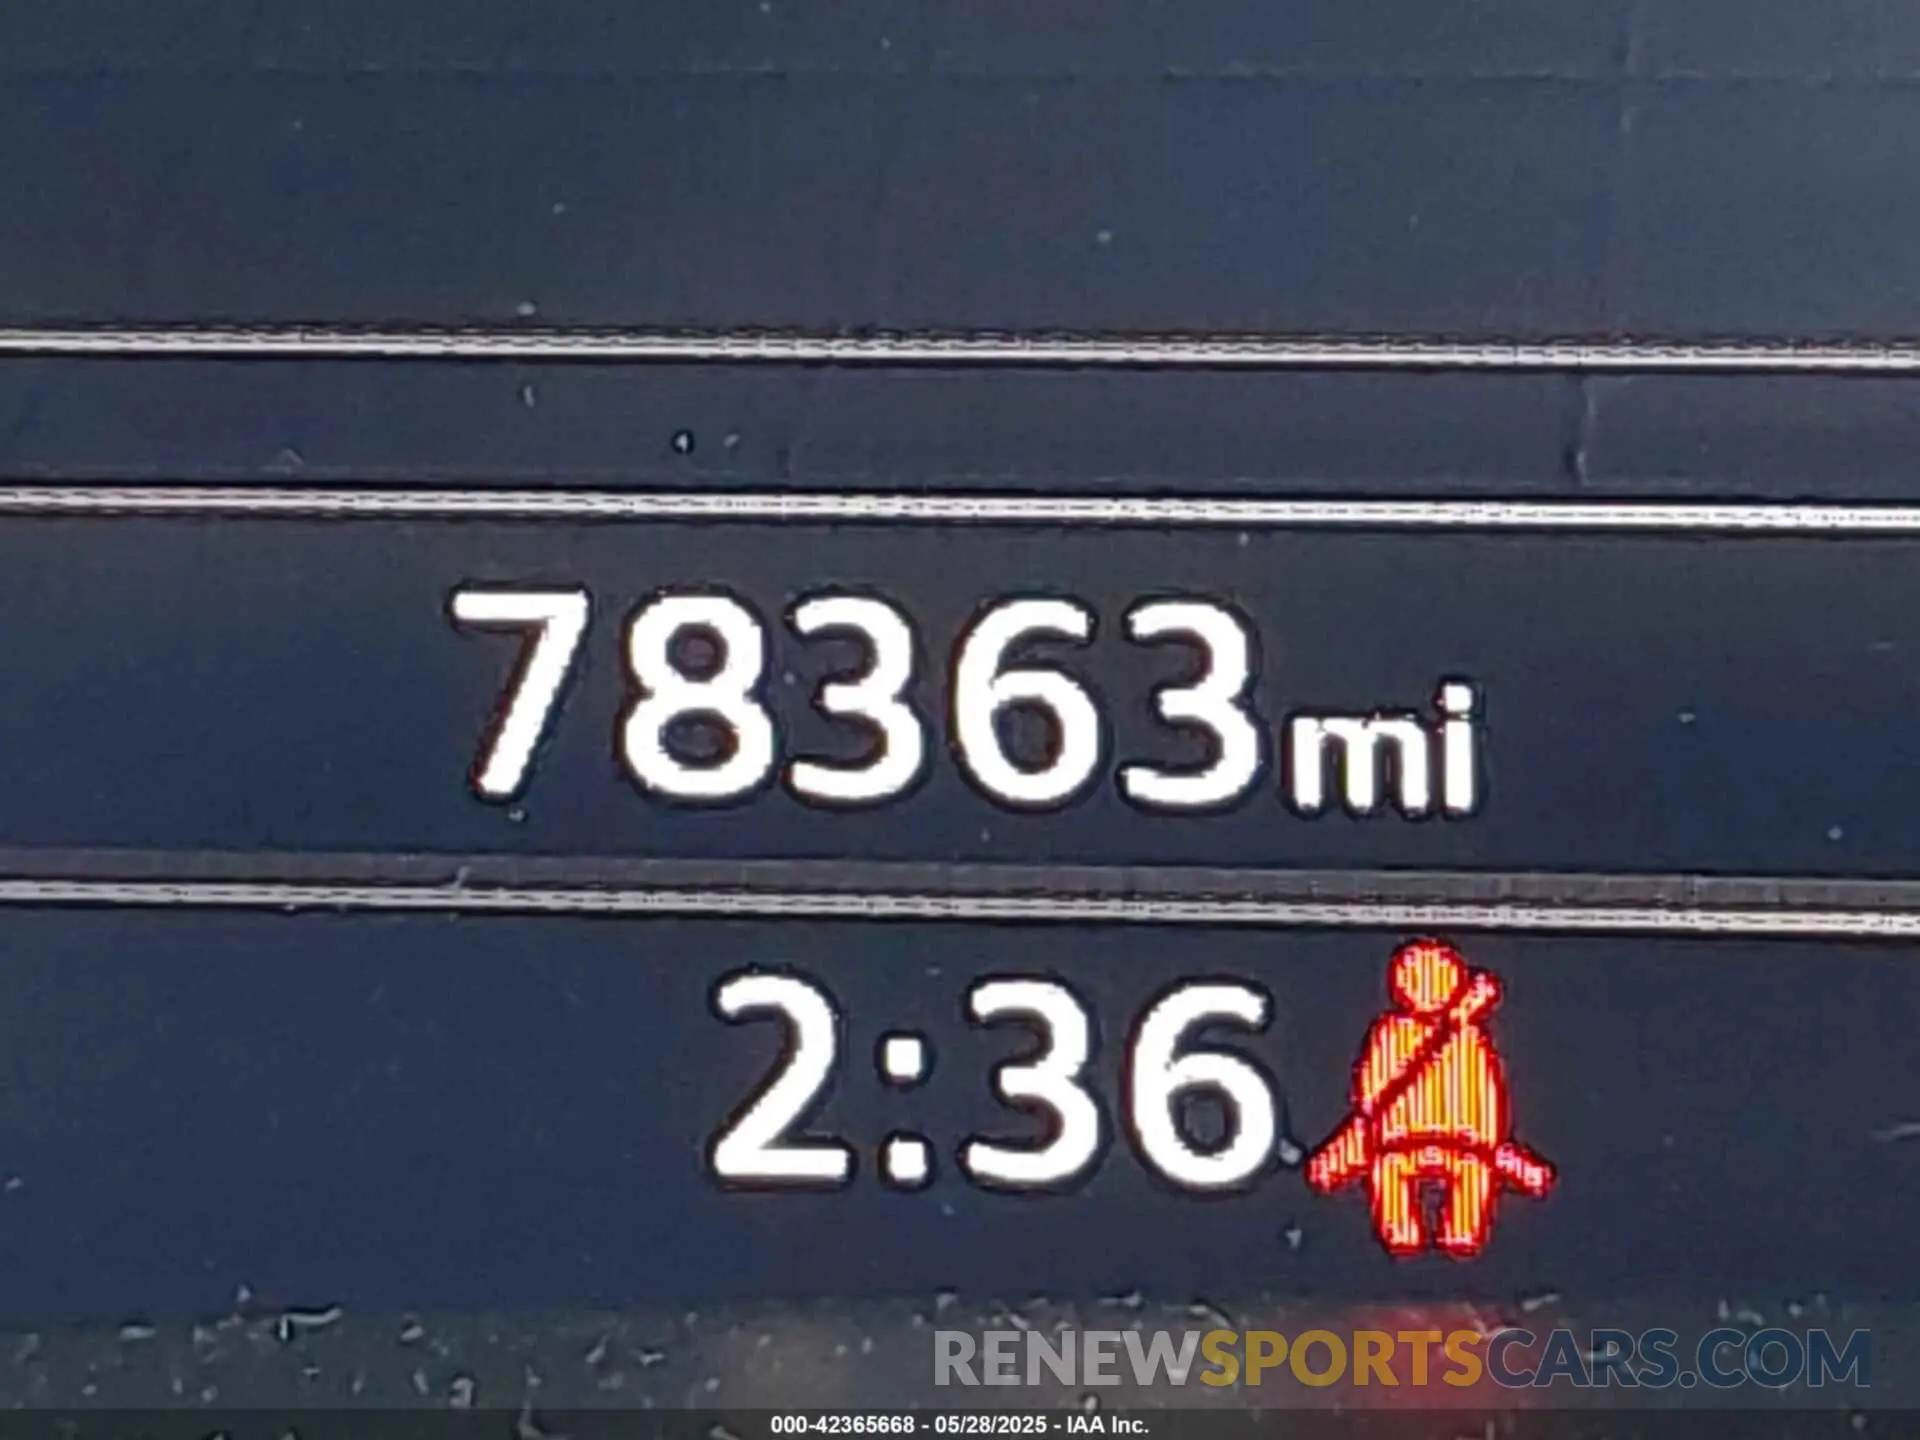 78363mi
2:36
RENEWSPORTSCARS.COM
000-42365668 - 05/28/2025 - IAA Inc.